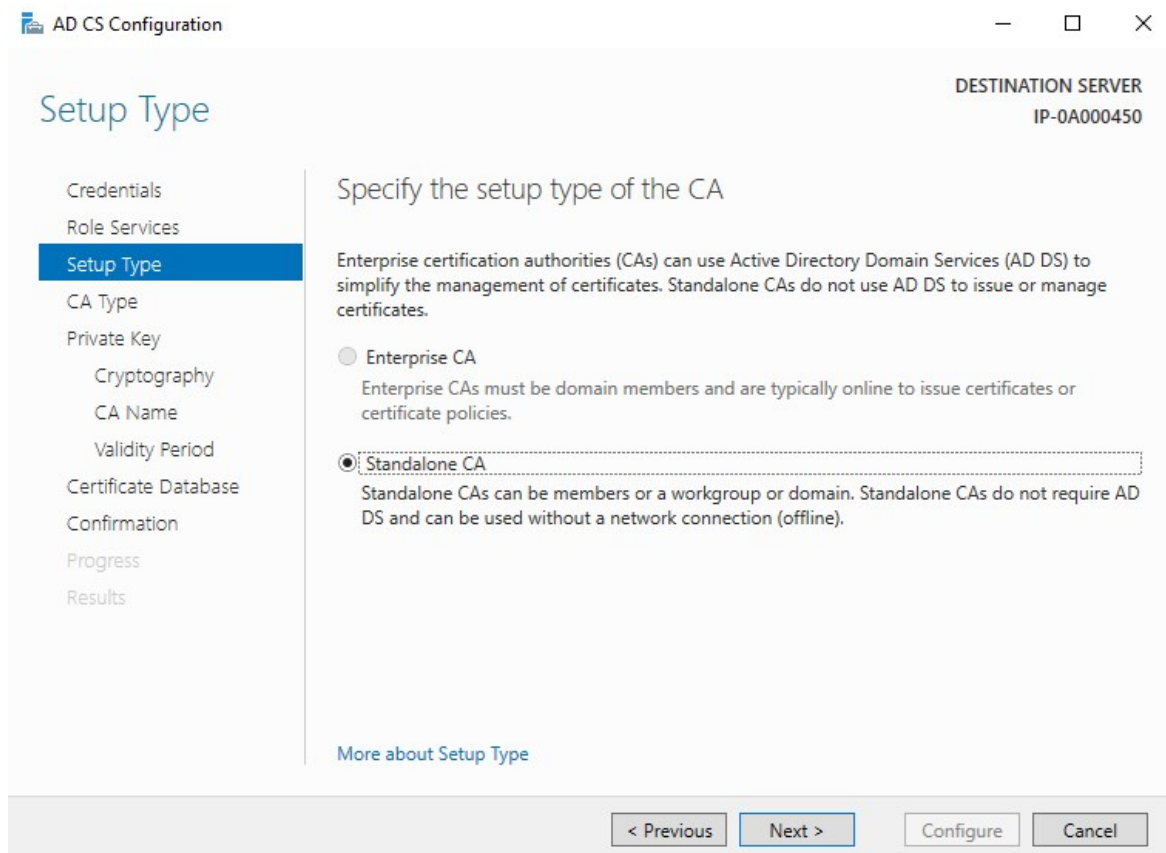 AD CS Configuration
Setup Type
DESTINATION SERVER
IP-0A000450
Credentials
Role Services
Setup Type
CA Type
Private Key
Cryptography
CA Name
Validity Period
Certificate Database
Confirmation
Progress
Results
Specify the setup type of the CA
Enterprise certification authorities (CAs) can use Active Directory Domain Services (AD DS) to
simplify the management of certificates. Standalone CAs do not use AD DS to issue or manage
certificates.
Enterprise CA
Enterprise CAs must be domain members and are typically online to issue certificates or
certificate policies.
Standalone CA
Standalone CAs can be members or a workgroup or domain. Standalone CAs do not require AD
DS and can be used without a network connection (offline).
More about Setup Type
< Previous
Next >
Configure
Cancel